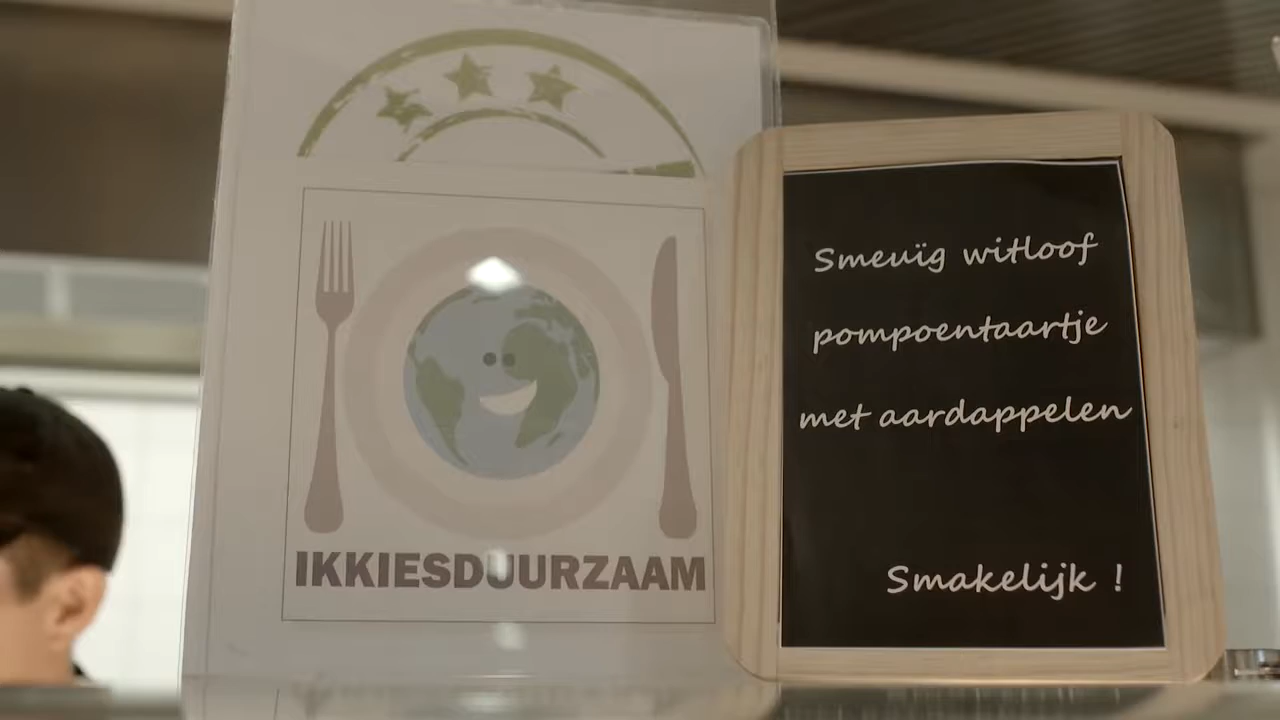 IKKIESDUURZAAM
Smeuïg witloof
pompoentaartje
met aardappelen
Smakelijk !